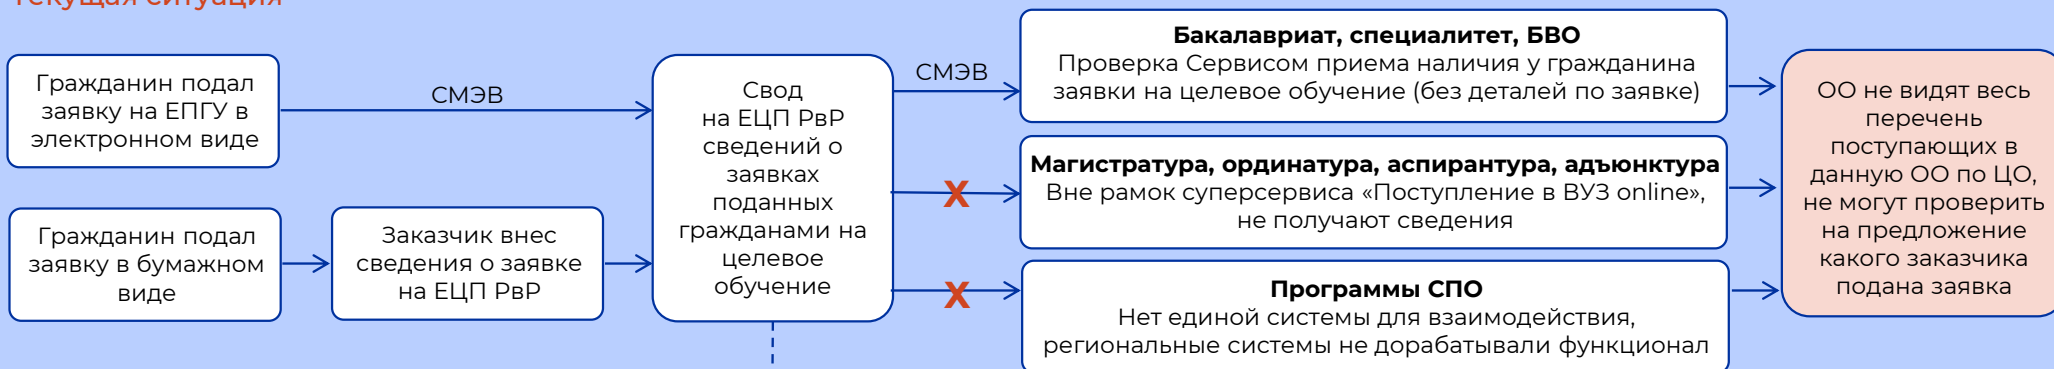 Текущая ситуация
Гражданин подал
заявку на ЕПГУ в
электронном виде
СМЭВ
Гражданин подал
заявку в бумажном
виде
Заказчик внес
сведения о заявке
на ЕЦП РвР
Свод
на ЕЦП РвР
сведений о
заявках
поданных
гражданами на
целевое
обучение
СМЭВ
X
X
Бакалавриат, специалитет, БВО
Проверка Сервисом приема наличия у гражданина
заявки на целевое обучение (без деталей по заявке)
Магистратура, ординатура, аспирантура, адъюнктура
Вне рамок суперсервиса «Поступление в ВУЗ online»,
не получают сведения
Программы СПО
Нет единой системы для взаимодействия,
региональные системы не дорабатывали функционал
ОО не видят весь
перечень
поступающих в
данную ОО по ЦО,
не могут проверить
на предложение
какого заказчика
подана заявка